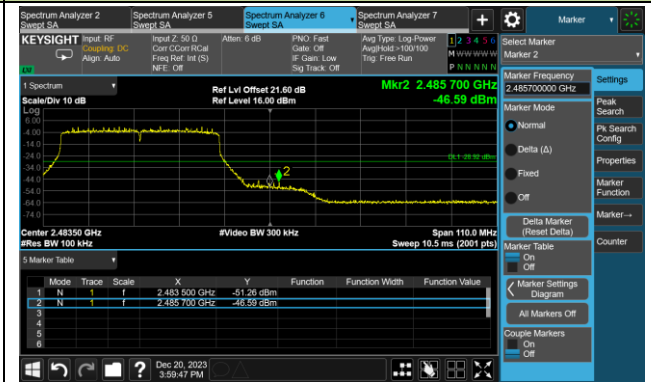 Spectrum Analyzer 2
Swept SA
Spectrum Analyzer 5
Swept SA
Spectrum Analyzer 6
Swept SA
Spectrum Analyzer 7
Swept SA
+
Marker
KEYSIGHT
Input: RF
Coupling: DC
Align: Auto
Input Z: 50 Ω
Corr CCorr RCal
Freq Ref: Int (S)
NFE: Off
Atten: 6 dB
PNO: Fast
Gate: Off
IF Gain: Low
Sig Track: Off
Avg Type: Log-Power
Avg|Hold:>100/100
Trig: Free Run
1 2 3 4 5 6
M W W W W W
P N N N N N
Select Marker
Marker 2
1 Spectrum
Scale/Div 10 dB
Log
Ref Lvl Offset 21.60 dB
Ref Level 16.00 dBm
Mkr2 2.485 700 GHz
-46.59 dBm
6.00
-4.00
-14.0
-24.0
-34.0
-44.0
-54.0
-64.0
-74.0
2
Center 2.48350 GHz
#Res BW 100 kHz
#Video BW 300 kHz
Span 110.0 MHz
Sweep 10.5 ms (2001 pts)
5 Marker Table
Mode Trace Scale X Y Function Function Width Function Value
1 N 1 f 2.483 500 GHz -51.26 dBm
2 N 1 f 2.485 700 GHz -46.59 dBm
3
4
5
6
Marker Frequency
2.485700000 GHz
Marker Mode
Normal
Delta (Δ)
Fixed
Off
Delta Marker
(Reset Delta)
Marker Table
On
Off
Marker Settings
Diagram
All Markers Off
Couple Markers
On
Off
Settings
Peak
Search
Pk Search
Config
Properties
Marker
Function
Marker→
Counter
?
Dec 20, 2023
3:59:47 PM